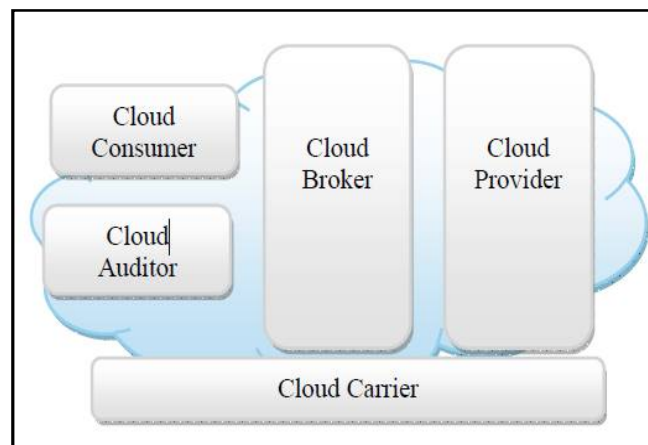 Cloud
Consumer
Cloud
Auditor
Cloud
Broker
Cloud
Provider
Cloud Carrier